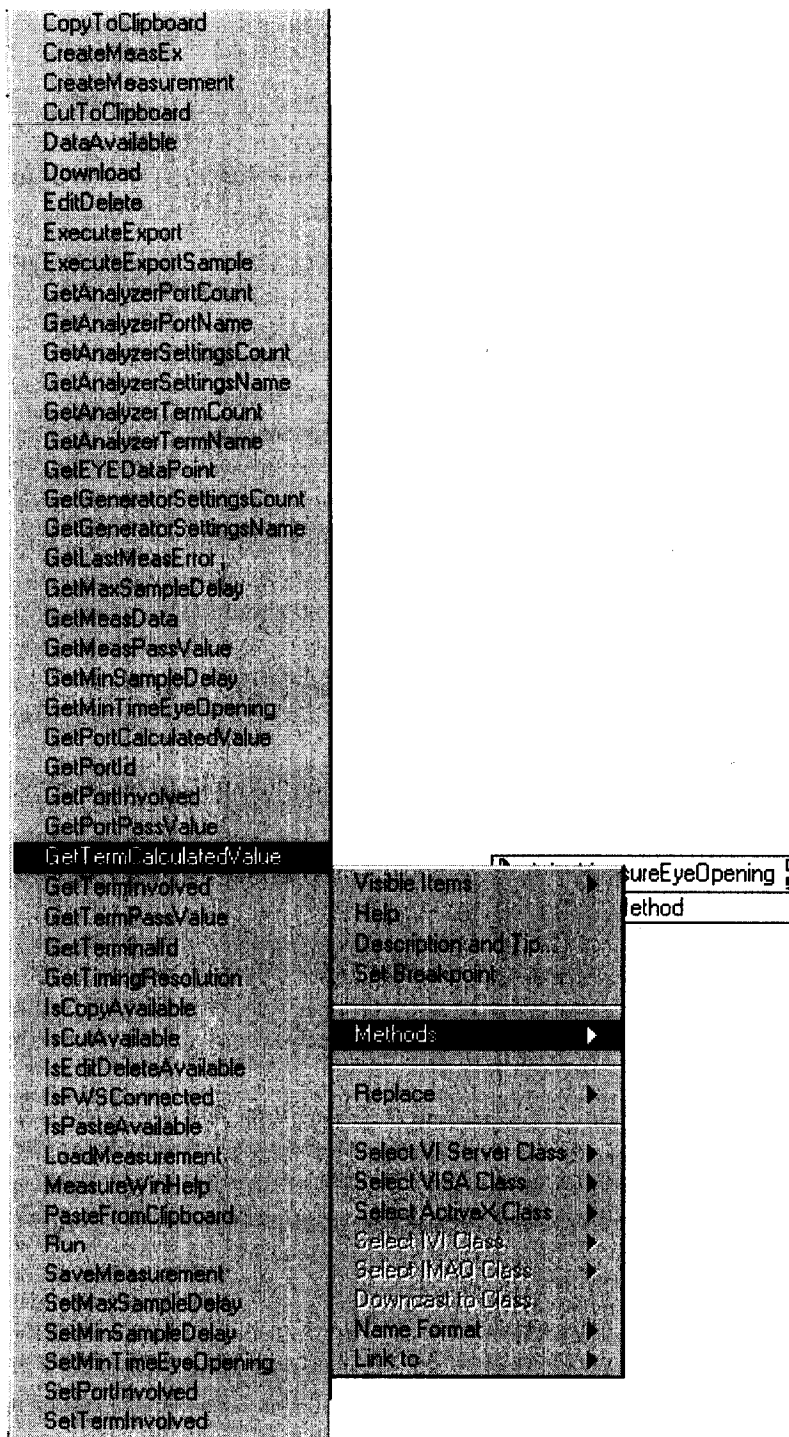 CopyToClipboard
CreateMeasEx
CreateMeasurement
CutToClipboard
DataAvailable
Download
EditDelete
ExecuteExport
ExecuteExportSample
GetAnalyzerPortCount
GetAnalyzerPortName
GetAnalyzerSettingsCount
GetAnalyzerSettingsName
GetAnalyzerTermCount
GetAnalyzerTermName
GetEYEDataPoint
GetGeneratorSettingsCount
GetGeneratorSettingsName
GetLastMeasError
GetMaxSampleDelay
GetMeasData
GetMeasPassValue
GetMinSampleDelay
GetMinTimeEyeOpening
GetPortCalculatedValue
GetPortId
GetPortInvolved
GetPortPassValue
GetTermCalculatedValue
GetTermInvolved
GetTermPassValue
GetTerminalId
GetTimingResolution
IsCopyAvailable
IsCutAvailable
IsEditDeleteAvailable
IsFWSConnected
IsPasteAvailable
LoadMeasurement
MeasureWinHelp
PasteFromClipboard
Run
SaveMeasurement
SetMaxSampleDelay
SetMinSampleDelay
SetMinTimeEyeOpening
SetPortInvolved
SetTermInvolved
Visible Items
Help
Description and Tip...
Set Breakpoint
Methods
Replace
Select VI Server Class
Select VISA Class
Select ActiveX Class
Select IVI Class
Select IMAQ Class
Downcast to Class
Name Format
Link to
sureEyeOpening
lethod